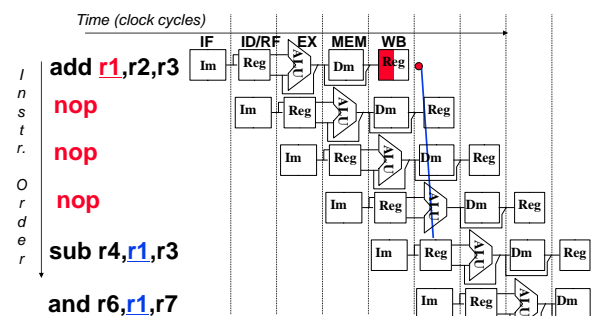 Time (clock cycles)
IF ID/RF EX MEM WB
Instr. Order
add r1,r2,r3 Im Reg ALU Dm Reg
nop Im Reg ALU Dm Reg
nop Im Reg ALU Dm Reg
nop Im Reg ALU Dm Reg
sub r4,r1,r3 Im Reg ALU Dm Reg
and r6,r1,r7 Im Reg ALU Dm